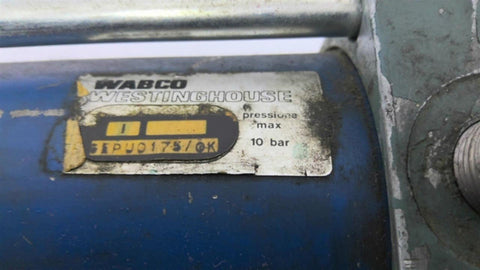 WABCO
WESTINGHOUSE
pressione
max
10 bar